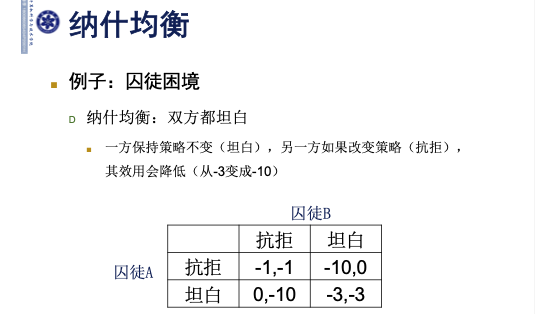 纳什均衡
例子：囚徒困境
纳什均衡：双方都坦白
一方保持策略不变（坦白），另一方如果改变策略（抗拒），
其效用会降低（从-3变成-10）
囚徒B
抗拒 坦白
囚徒A
抗拒 -1,-1 -10,0
坦白 0,-10 -3,-3